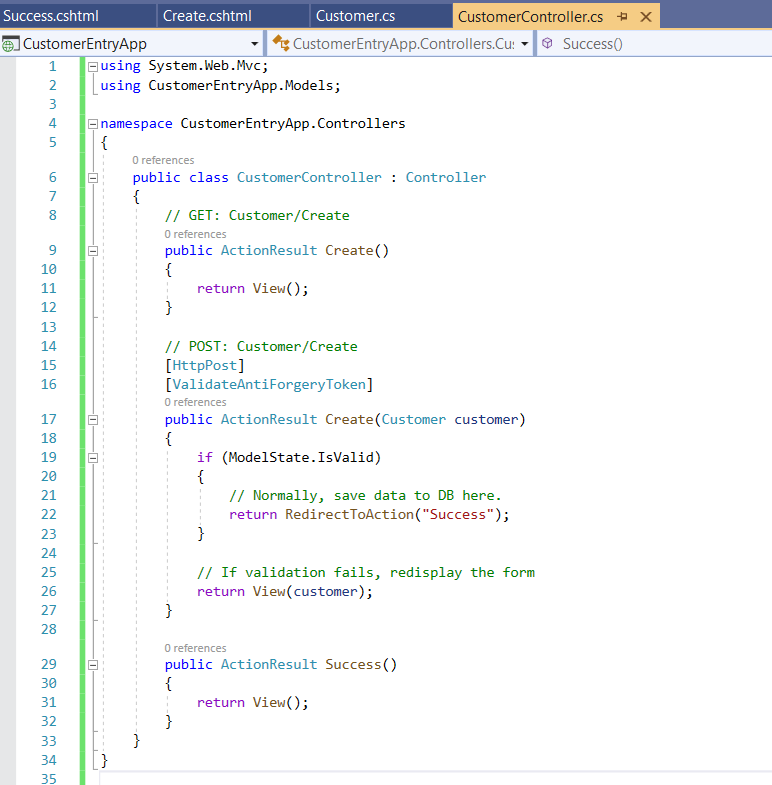 Success.cshtml Create.cshtml Customer.cs CustomerController.cs
CustomerEntryApp CustomerEntryApp.Controllers.Cu Success()
1 using System.Web.Mvc;
2 using CustomerEntryApp.Models;
3
4 namespace CustomerEntryApp.Controllers
5 {
0 references
6 public class CustomerController : Controller
7 {
8 // GET: Customer/Create
0 references
9 public ActionResult Create()
10 {
11 return View();
12 }
13
14 // POST: Customer/Create
15 [HttpPost]
16 [ValidateAntiForgeryToken]
0 references
17 public ActionResult Create(Customer customer)
18 {
19 if (ModelState.IsValid)
20 {
21 // Normally, save data to DB here.
22 return RedirectToAction("Success");
23 }
24
25 // If validation fails, redisplay the form
26 return View(customer);
27 }
28
0 references
29 public ActionResult Success()
30 {
31 return View();
32 }
33 }
34 }
35